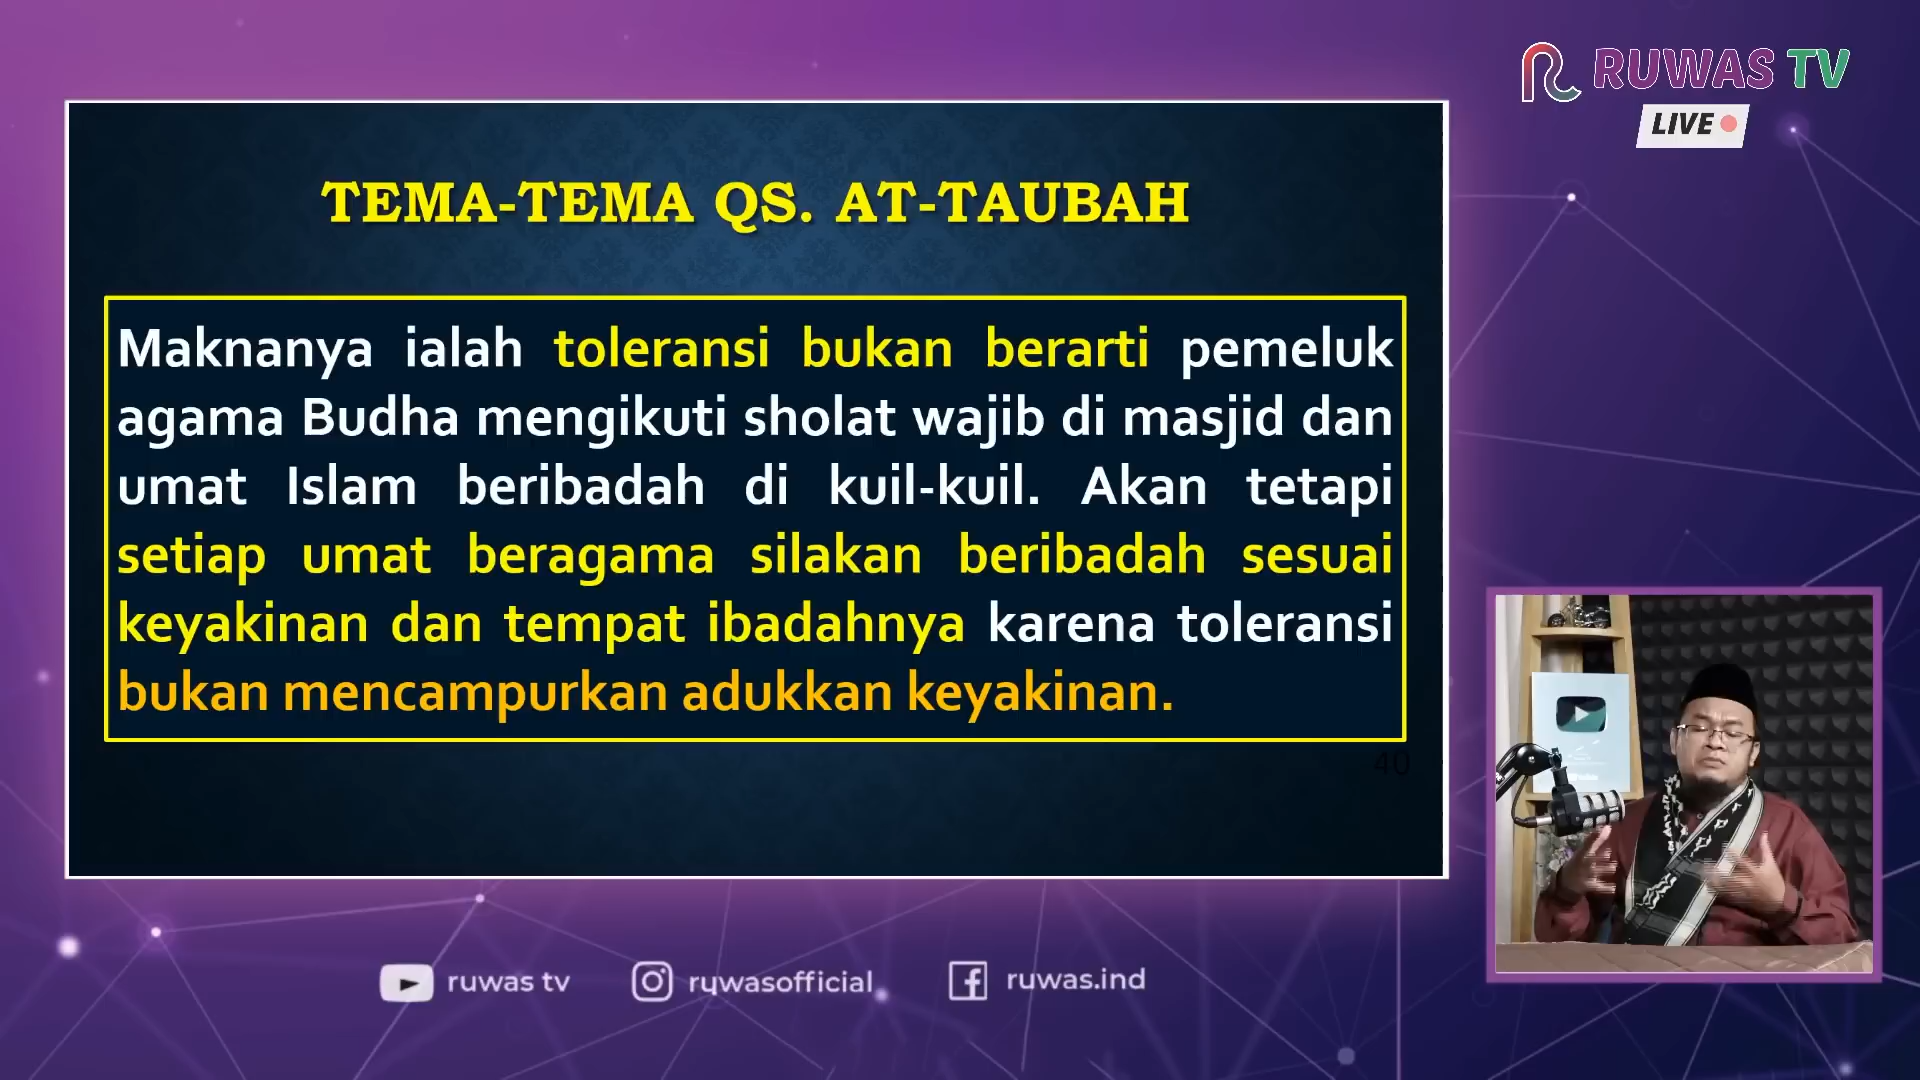 RUWAS TV
LIVE
TEMA-TEMA QS. AT-TAUBAH
Maknanya ialah toleransi bukan berarti pemeluk
agama Budha mengikuti sholat wajib di masjid dan
umat Islam beribadah di kuil-kuil. Akan tetapi
setiap umat beragama silakan beribadah sesuai
keyakinan dan tempat ibadahnya karena toleransi
bukan mencampurkan adukkan keyakinan.
40
ruwas tv
ruwasofficial
ruwas.ind